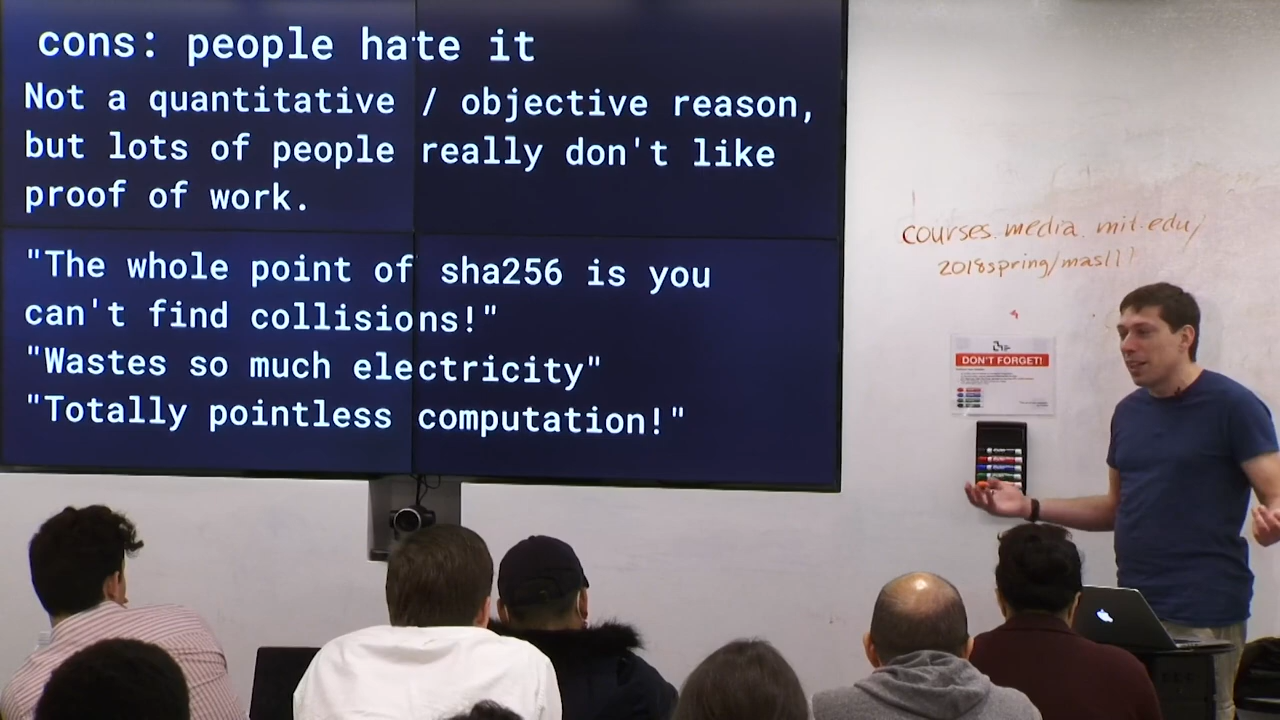 cons: people hate it
Not a quantitative / objective reason,
but lots of people really don't like
proof of work.
"The whole point of sha256 is you
can't find collisions!"
"Wastes so much electricity"
"Totally pointless computation!"
courses.media.mit.edu/
2018spring/mas
DON'T FORGET!